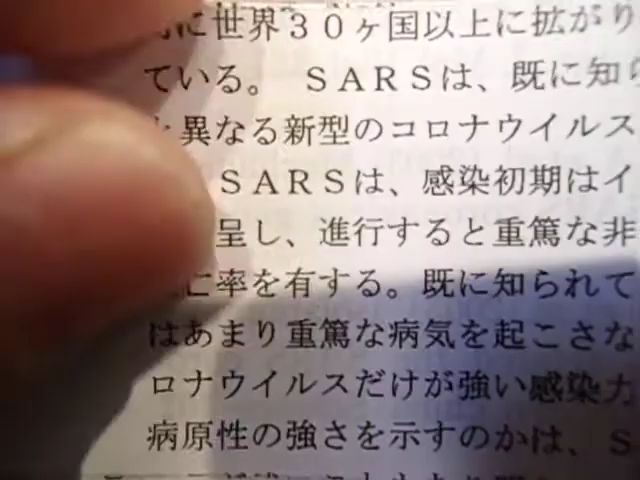 に世界３０ヶ国以上に拡がり
ている。　ＳＡＲＳは、既に知ら
と異なる新型のコロナウイルス
ＳＡＲＳは、感染初期はイ
呈し、進行すると重篤な非
亡率を有する。既に知られて
はあまり重篤な病気を起こさな
ロナウイルスだけが強い感染力
病原性の強さを示すのかは、Ｓ